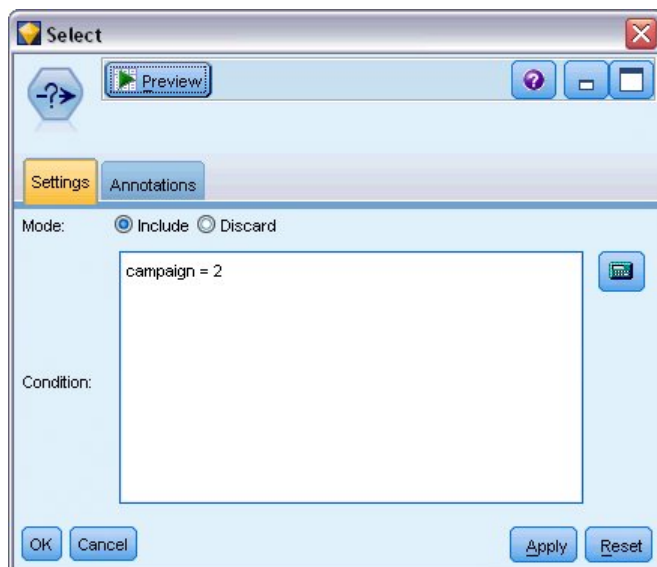 Select
Preview
Settings Annotations
Mode: Include Discard
campaign = 2
Condition:
OK Cancel Apply Reset